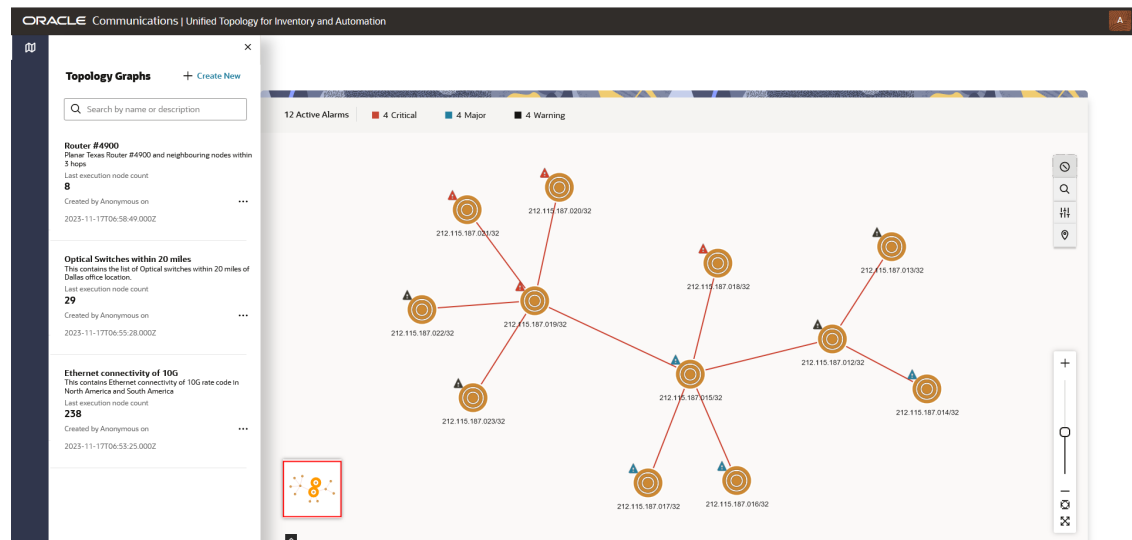 ORACLE Communications | Unified Topology for Inventory and Automation
A
Topology Graphs
+ Create New
Search by name or description
Router #4900
Planar Texas Router #4900 and neighbouring nodes within
3 hops
Last execution node count
8
Created by Anonymous on
2023-11-17T06:58:49.000Z
Optical Switches within 20 miles
This contains the list of Optical switches within 20 miles of
Dallas office location.
Last execution node count
29
Created by Anonymous on
2023-11-17T06:55:28.000Z
Ethernet connectivity of 10G
This contains Ethernet connectivity of 10G rate code in
North America and South America
Last execution node count
238
Created by Anonymous on
2023-11-17T06:53:25.000Z
12 Active Alarms
4 Critical
4 Major
4 Warning
212.115.187.020/32
212.115.187.021/32
212.115.187.013/32
212.115.187.018/32
212.115.187.019/32
212.115.187.022/32
212.115.187.012/32
212.115.187.015/32
212.115.187.014/32
212.115.187.023/32
212.115.187.017/32
212.115.187.016/32